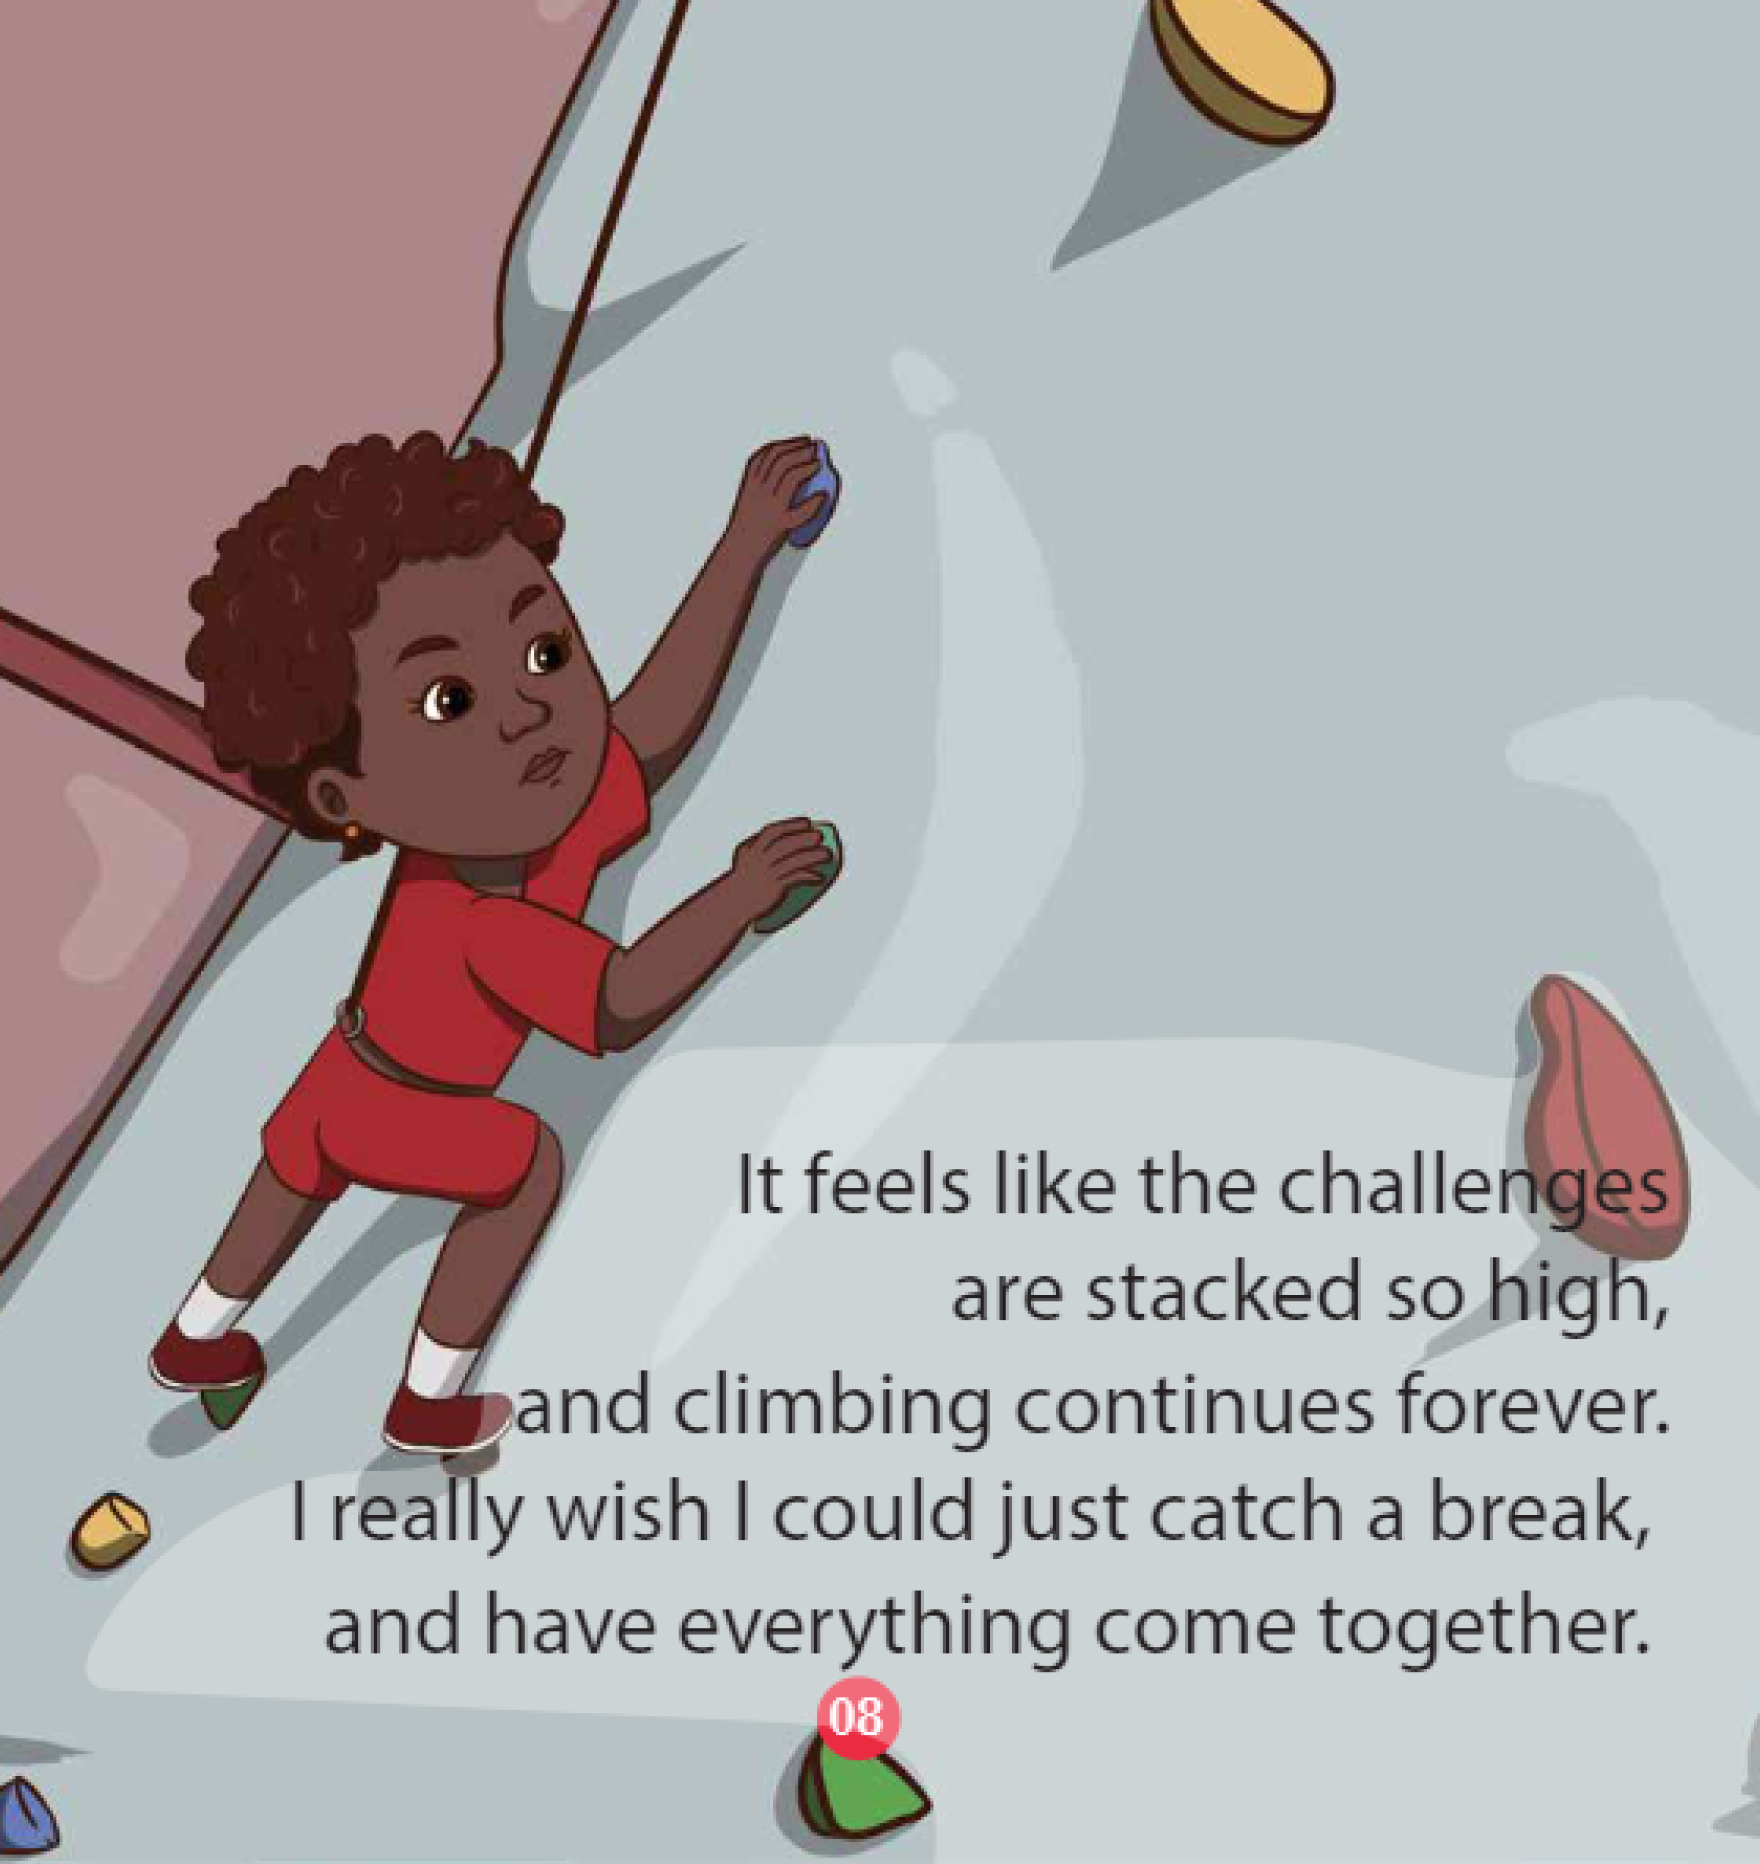 It feels like the challenges
are stacked so high,
and climbing continues forever.
I really wish I could just catch a break,
and have everything come together.
08